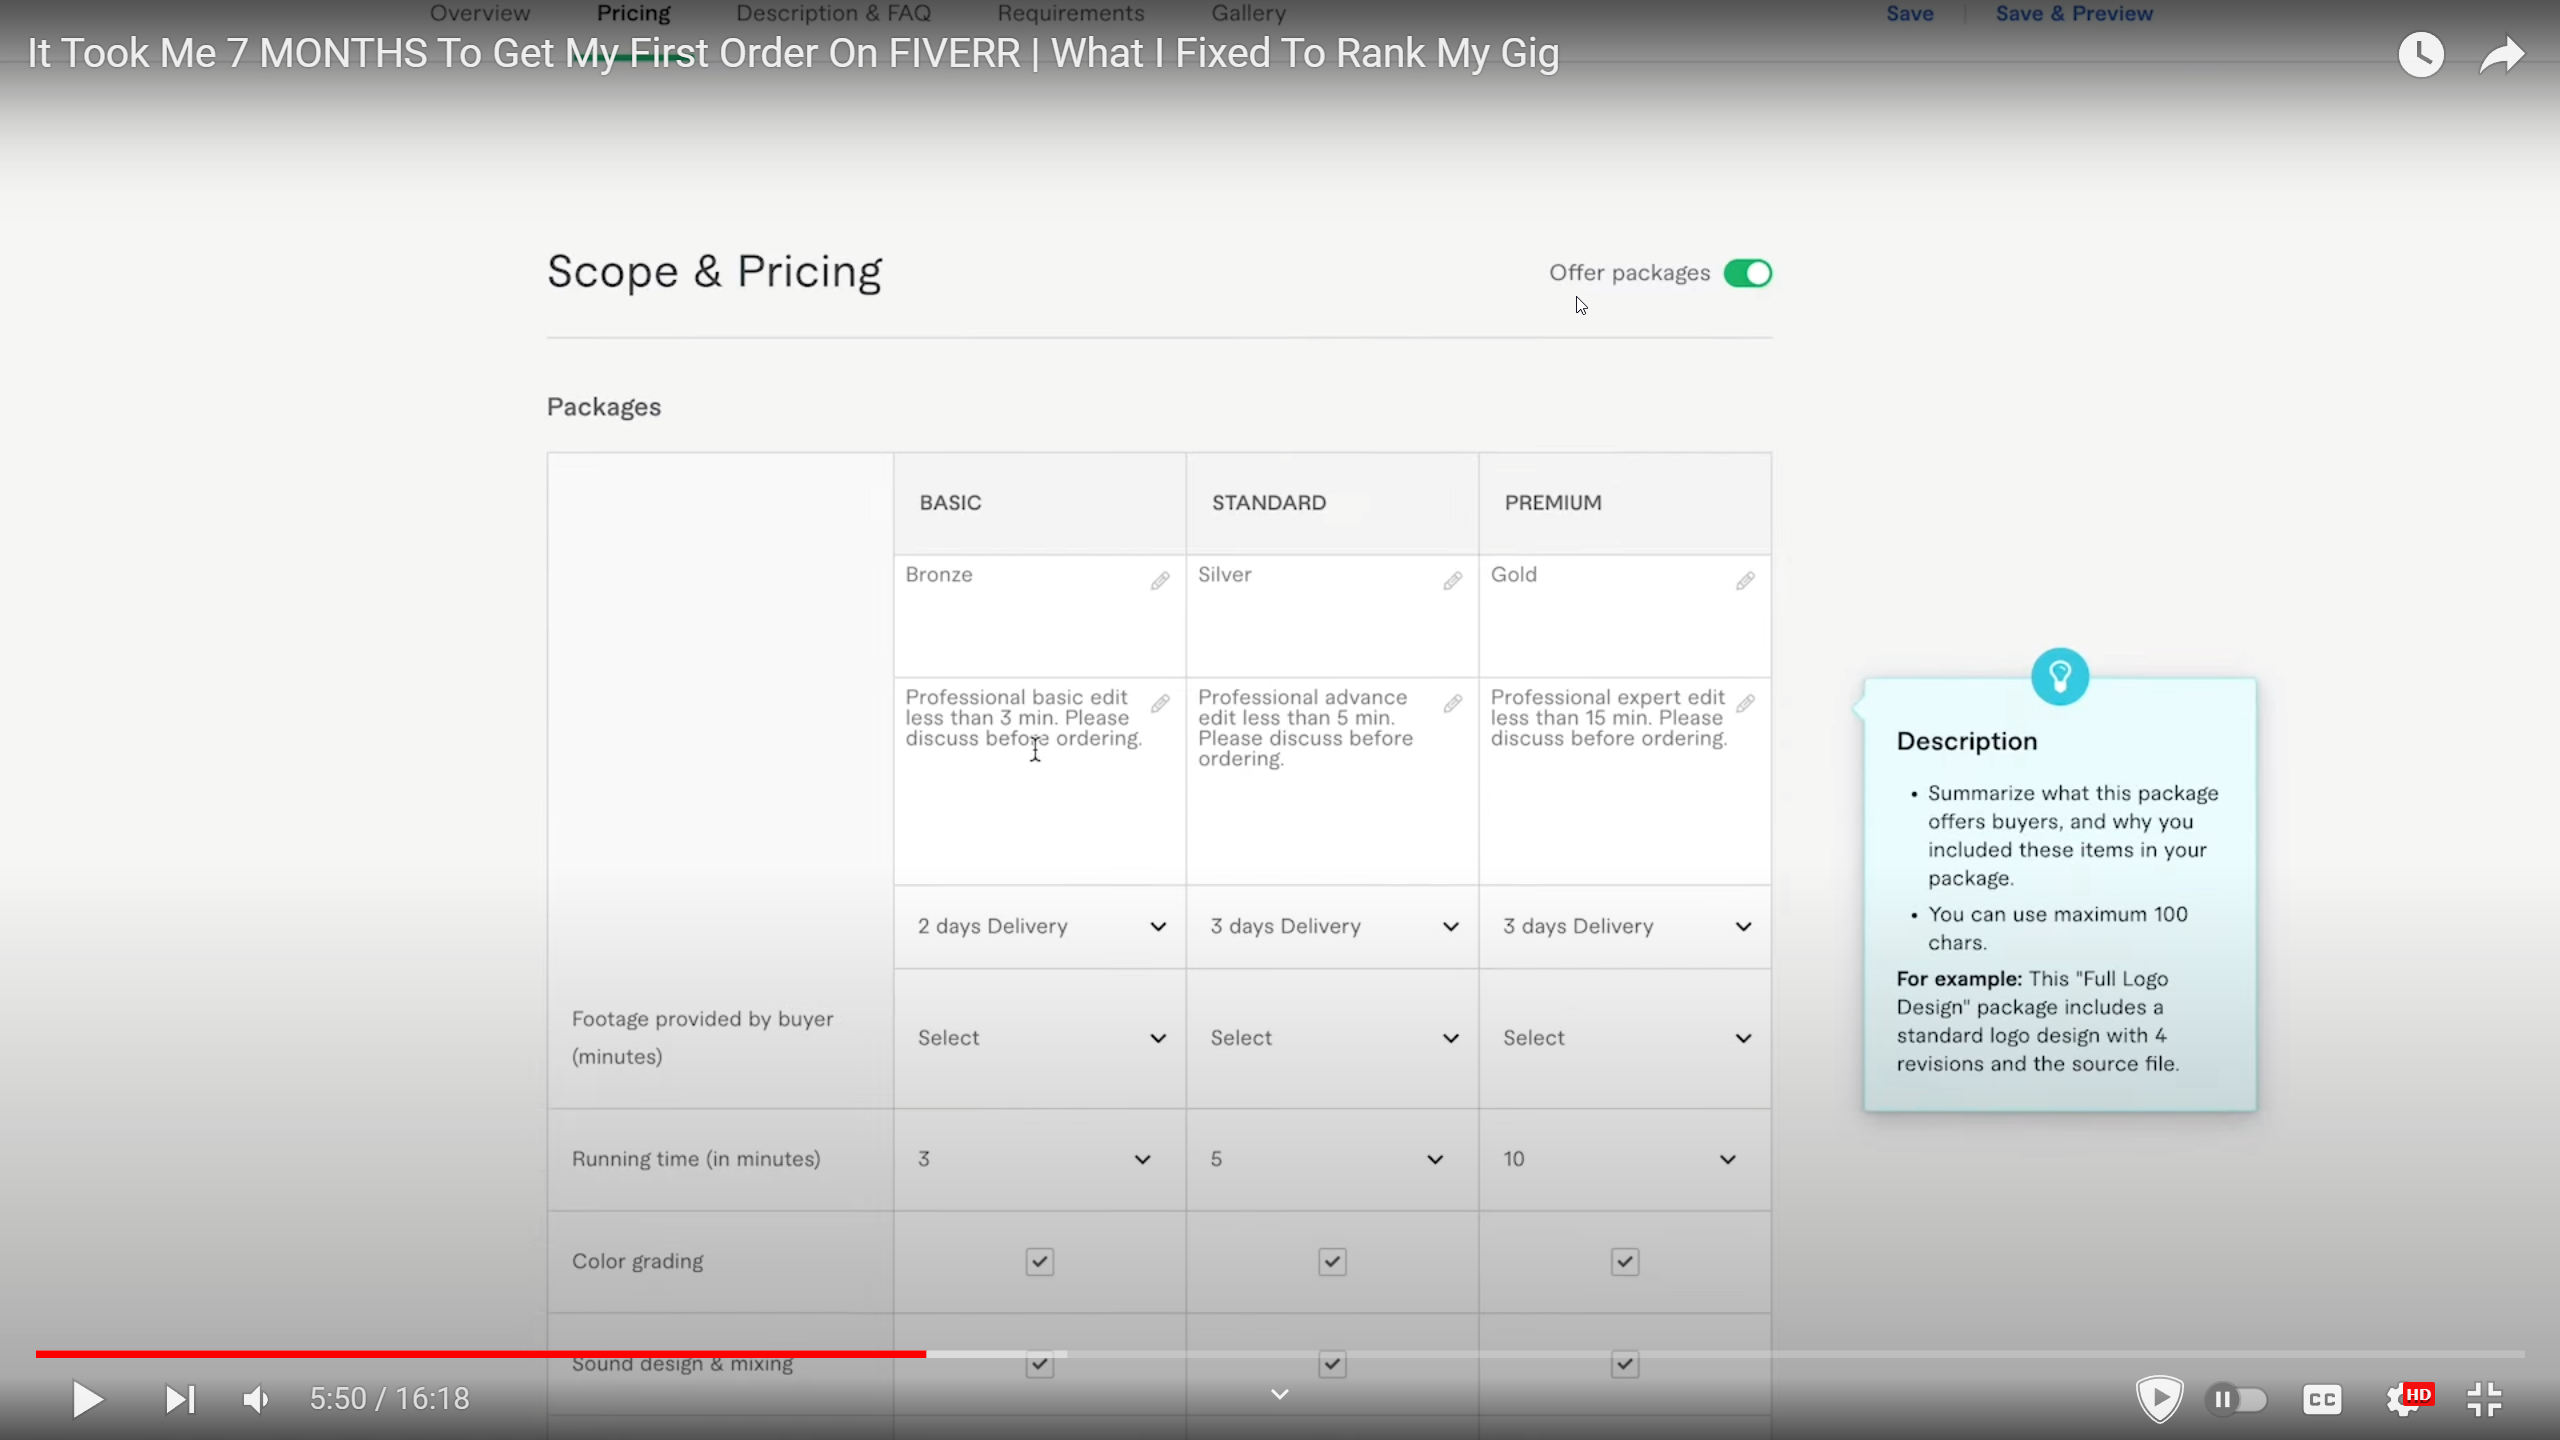 Overview Pricing Description & FAQ Requirements Gallery Save Save & Preview
It Took Me 7 MONTHS To Get My First Order On FIVERR | What I Fixed To Rank My Gig
Scope & Pricing
Offer packages
Packages
BASIC STANDARD PREMIUM
Bronze Silver Gold
Professional basic edit
less than 3 min. Please
discuss before ordering.
Professional advance
edit less than 5 min.
Please discuss before
ordering.
Professional expert edit
less than 15 min. Please
discuss before ordering.
2 days Delivery 3 days Delivery 3 days Delivery
Footage provided by buyer
(minutes)
Select Select Select
Running time (in minutes) 3 5 10
Color grading
Sound design & mixing
Description
• Summarize what this package
offers buyers, and why you
included these items in your
package.
• You can use maximum 100
chars.
For example: This "Full Logo
Design" package includes a
standard logo design with 4
revisions and the source file.
5:50 / 16:18
CC
HD